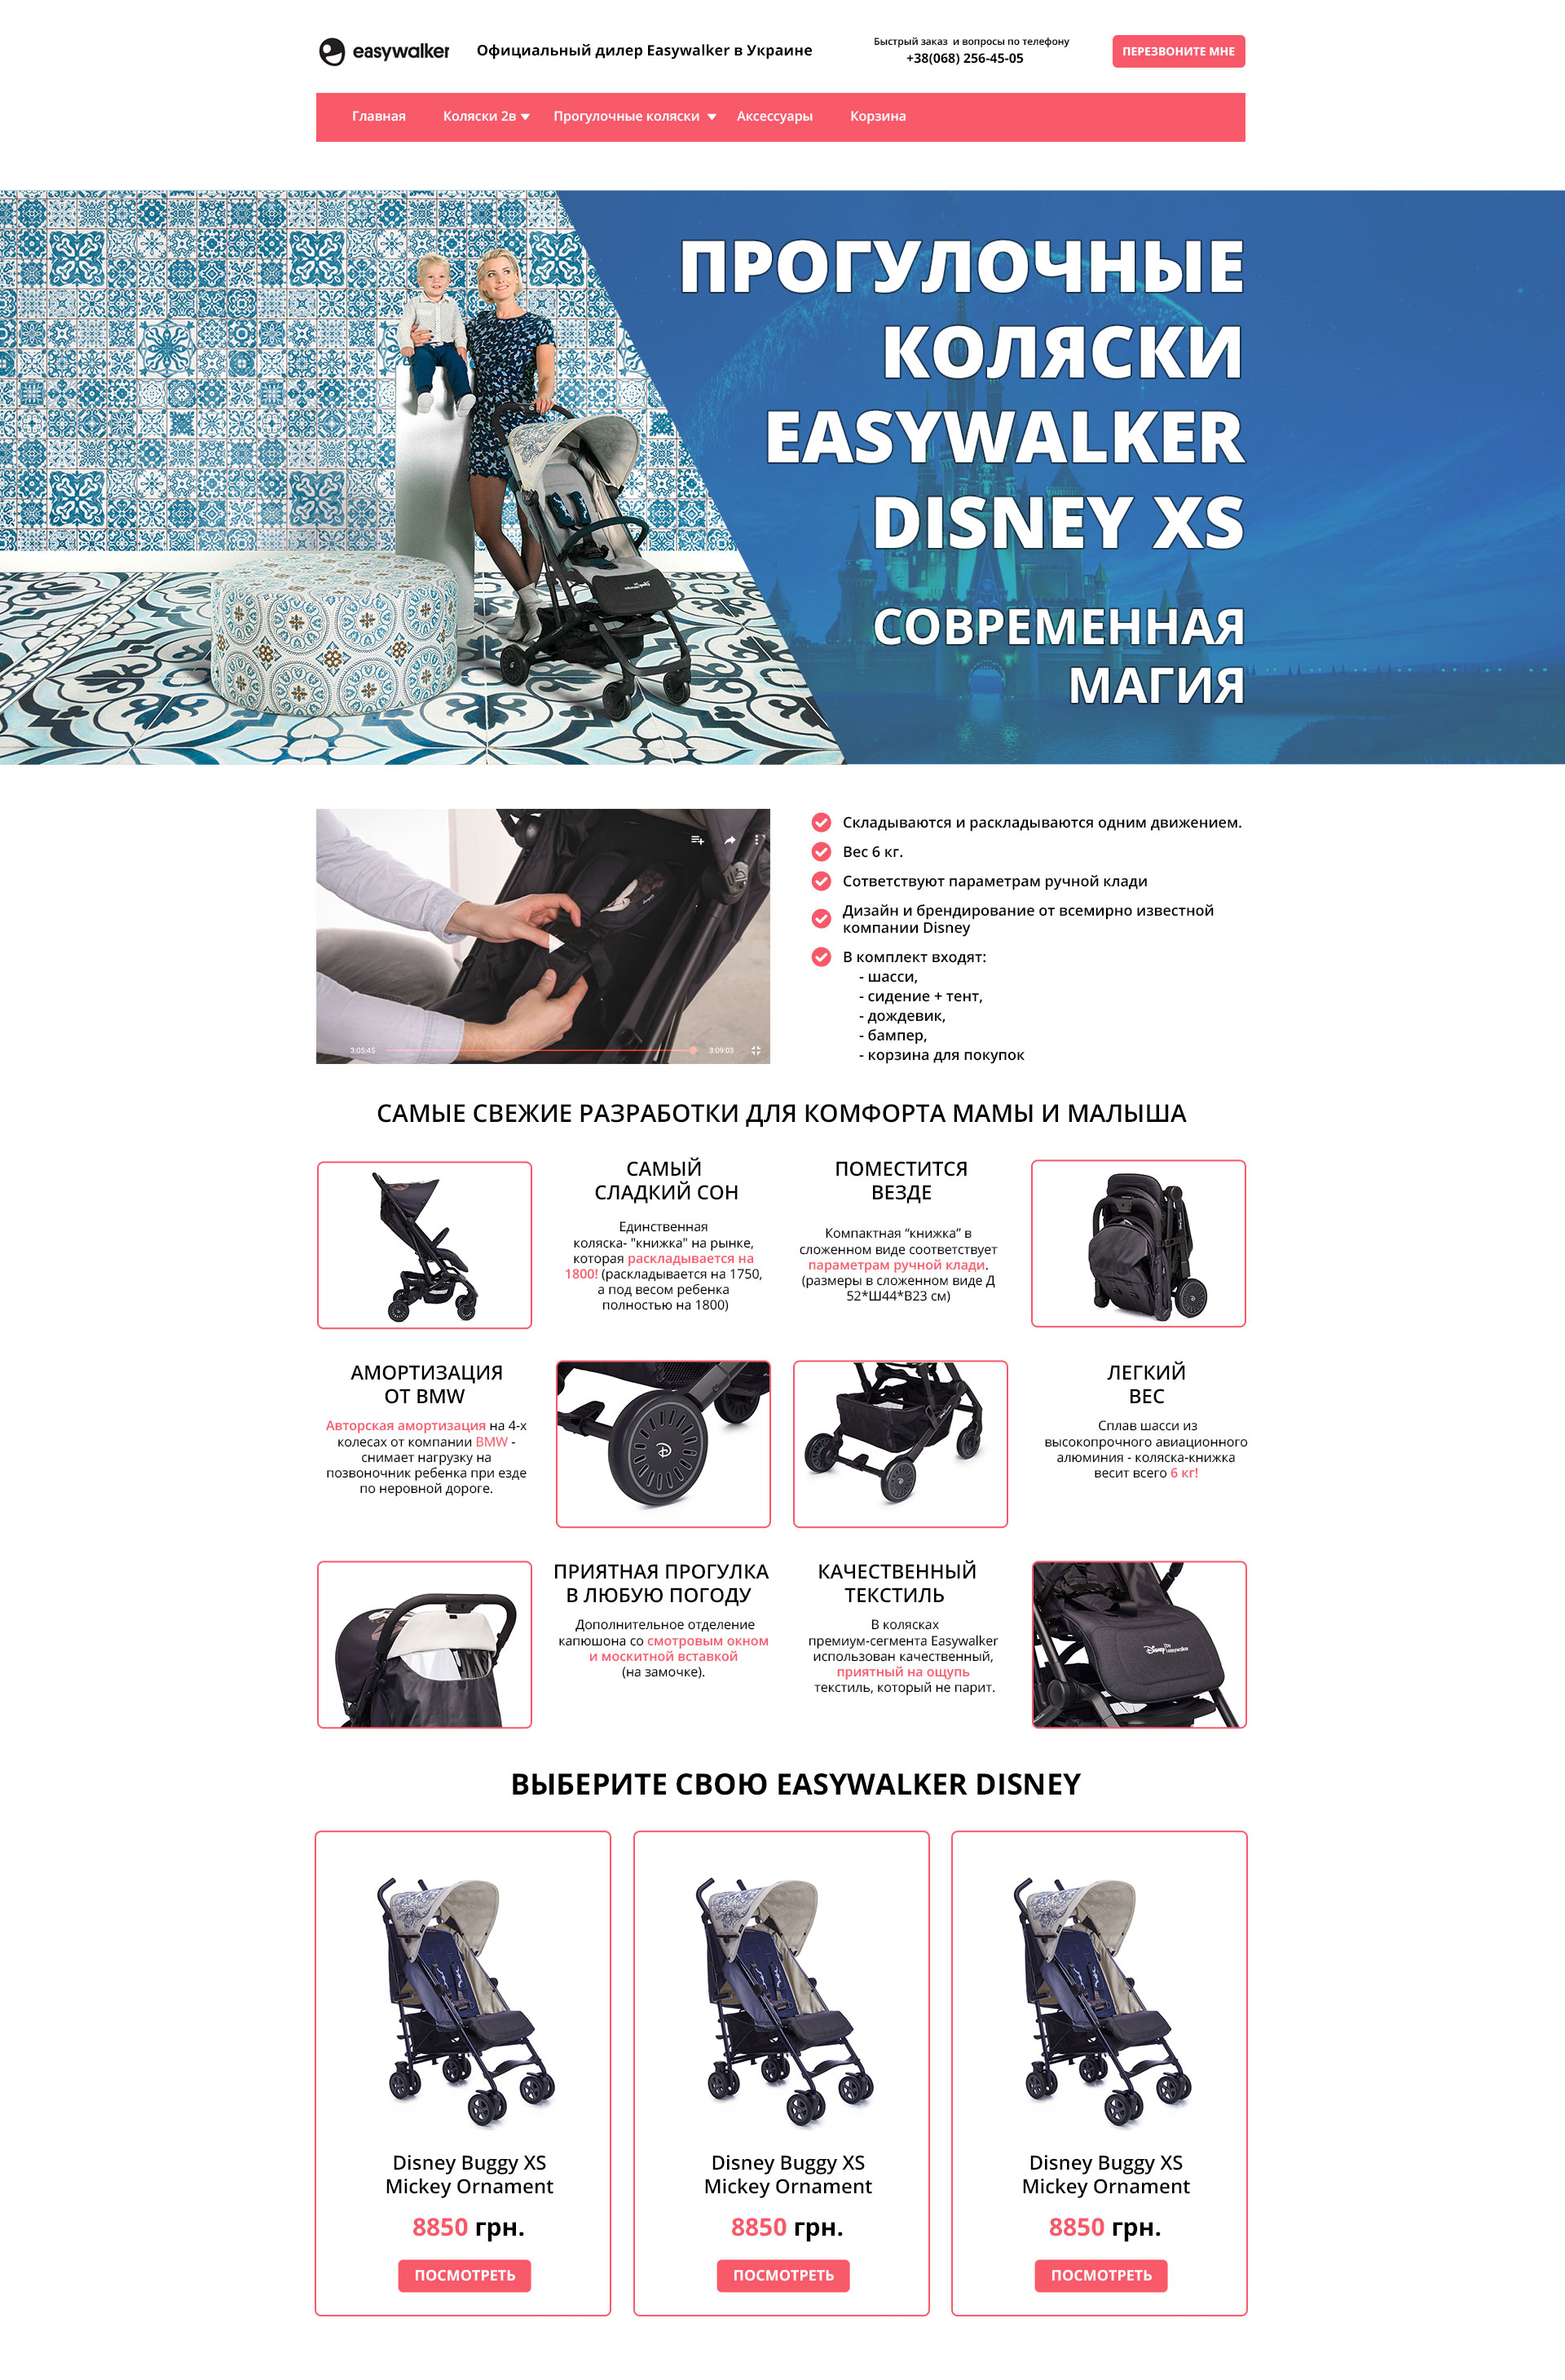 easywalker
Официальный дилер Easywalker в Украине
Быстрый заказ и вопросы по телефону
+38(068) 256-45-05
ПЕРЕЗВОНИТЕ МНЕ
Главная
Коляски 2в
Прогулочные коляски
Аксессуары
Корзина
ПРОГУЛОЧНЫЕ
КОЛЯСКИ
EASYWALKER
DISNEY XS
СОВРЕМЕННАЯ
МАГИЯ
3:05:45
3:09:03
Складываются и раскладываются одним движением.
Вес 6 кг.
Сответствуют параметрам ручной клади
Дизайн и брендирование от всемирно известной
компании Disney
В комплект входят:
- шасси,
- сидение + тент,
- дождевик,
- бампер,
- корзина для покупок
САМЫЕ СВЕЖИЕ РАЗРАБОТКИ ДЛЯ КОМФОРТА МАМЫ И МАЛЫША
САМЫЙ
СЛАДКИЙ СОН
Единственная
коляска- "книжка" на рынке,
которая раскладывается на
1800! (раскладывается на 1750,
а под весом ребенка
полностью на 1800)
ПОМЕСТИТСЯ
ВЕЗДЕ
Компактная “книжка” в
сложенном виде соответствует
параметрам ручной клади.
(размеры в сложенном виде Д
52*Ш44*В23 см)
АМОРТИЗАЦИЯ
ОТ BMW
Авторская амортизация на 4-х
колесах от компании BMW -
снимает нагрузку на
позвоночник ребенка при езде
по неровной дороге.
ЛЕГКИЙ
ВЕС
Сплав шасси из
высокопрочного авиационного
алюминия - коляска-книжка
весит всего 6 кг!
ПРИЯТНАЯ ПРОГУЛКА
В ЛЮБУЮ ПОГОДУ
Дополнительное отделение
капюшона со смотровым окном
и москитной вставкой
(на замочке).
КАЧЕСТВЕННЫЙ
ТЕКСТИЛЬ
В колясках
премиум-сегмента Easywalker
использован качественный,
приятный на ощупь
текстиль, который не парит.
Disney by easywalker
ВЫБЕРИТЕ СВОЮ EASYWALKER DISNEY
Disney Buggy XS
Mickey Ornament
8850 грн.
ПОСМОТРЕТЬ
Disney Buggy XS
Mickey Ornament
8850 грн.
ПОСМОТРЕТЬ
Disney Buggy XS
Mickey Ornament
8850 грн.
ПОСМОТРЕТЬ